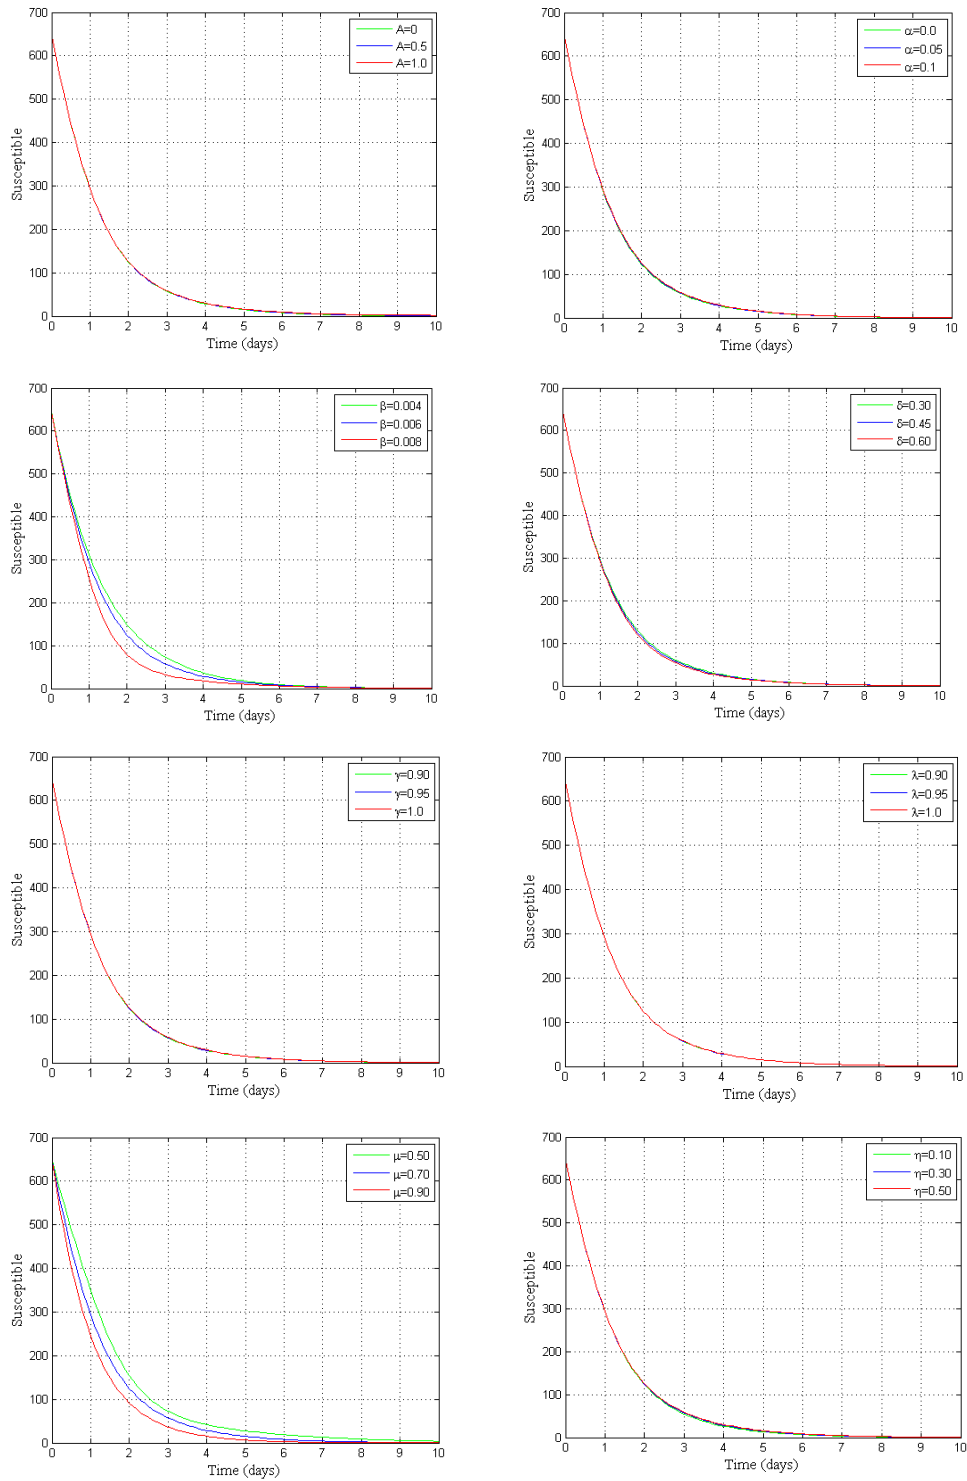 700
600
500
400
300
200
100
0
Susceptible
A=0
A=0.5
A=1.0
0 1 2 3 4 5 6 7 8 9 10
Time (days)
700
600
500
400
300
200
100
0
Susceptible
α=0.0
α=0.05
α=0.1
0 1 2 3 4 5 6 7 8 9 10
Time (days)
700
600
500
400
300
200
100
0
Susceptible
β=0.004
β=0.006
β=0.008
0 1 2 3 4 5 6 7 8 9 10
Time (days)
700
600
500
400
300
200
100
0
Susceptible
δ=0.30
δ=0.45
δ=0.60
0 1 2 3 4 5 6 7 8 9 10
Time (days)
700
600
500
400
300
200
100
0
Susceptible
γ=0.90
γ=0.95
γ=1.0
0 1 2 3 4 5 6 7 8 9 10
Time (days)
700
600
500
400
300
200
100
0
Susceptible
λ=0.90
λ=0.95
λ=1.0
0 1 2 3 4 5 6 7 8 9 10
Time (days)
700
600
500
400
300
200
100
0
Susceptible
μ=0.50
μ=0.70
μ=0.90
0 1 2 3 4 5 6 7 8 9 10
Time (days)
700
600
500
400
300
200
100
0
Susceptible
η=0.10
η=0.30
η=0.50
0 1 2 3 4 5 6 7 8 9 10
Time (days)